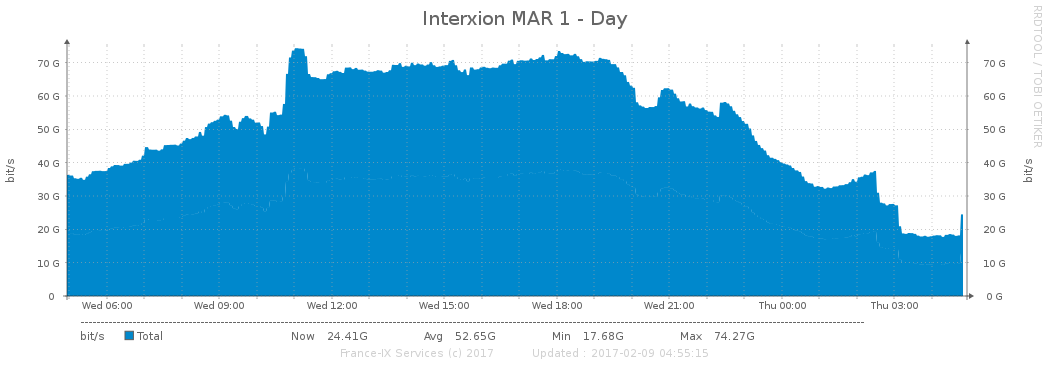 Interxion MAR 1 - Day
RRDTOOL / TOBI OETIKER
bit/s
bit/s
70 G 70 G
60 G 60 G
50 G 50 G
40 G 40 G
30 G 30 G
20 G 20 G
10 G 10 G
0 0 G
Wed 06:00 Wed 09:00 Wed 12:00 Wed 15:00 Wed 18:00 Wed 21:00 Thu 00:00 Thu 03:00
bit/s Total Now 24.41G Avg 52.65G Min 17.68G Max 74.27G
France-IX Services (c) 2017 Updated : 2017-02-09 04:55:15